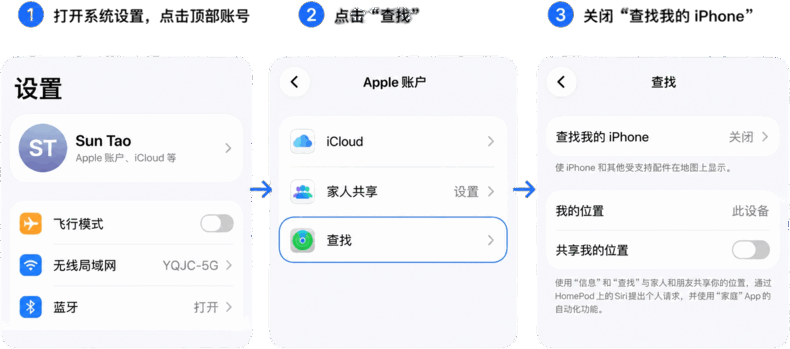 1 打开系统设置，点击顶部账号
2 点击“查找”
3 关闭“查找我的 iPhone”
设置
ST
Sun Tao
Apple 账户、iCloud 等
飞行模式
无线局域网 YQJC-5G
蓝牙 打开
Apple 账户
iCloud
家人共享 设置
查找
查找
查找我的 iPhone 关闭
使 iPhone 和其他受支持配件在地图上显示。
我的位置 此设备
共享我的位置
使用“信息”和“查找”与家人和朋友共享你的位置，通过
HomePod 上的 Siri 提出个人请求，并使用“家庭” App 的
自动化功能。